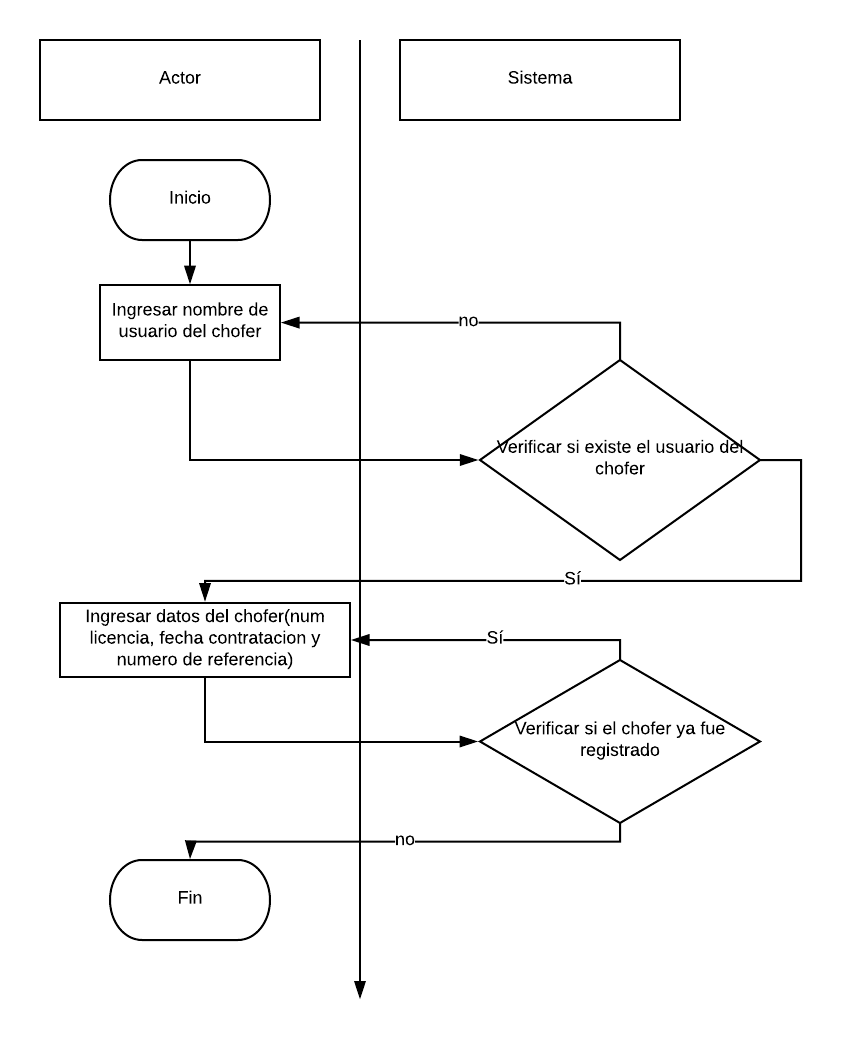 Actor
Sistema
Inicio
Ingresar nombre de
usuario del chofer
no
Verificar si existe el usuario del
chofer
Sí
Ingresar datos del chofer(num
licencia, fecha contratacion y
numero de referencia)
Sí
Verificar si el chofer ya fue
registrado
no
Fin